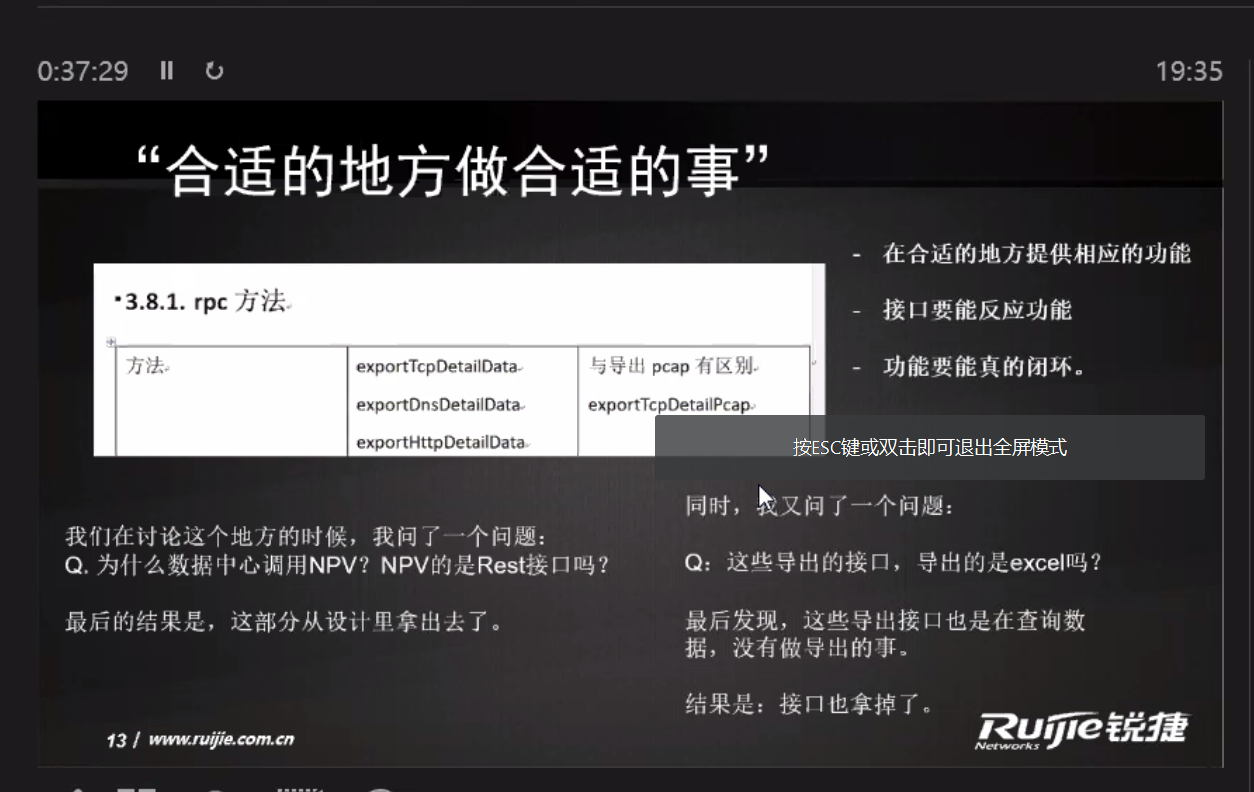 0:37:29
19:35
“合适的地方做合适的事”
- 在合适的地方提供相应的功能
- 接口要能反应功能
- 功能要能真的闭环。
3.8.1. rpc 方法
方法
exportTcpDetailData
exportDnsDetailData
exportHttpDetailData
与导出 pcap 有区别
exportTcpDetailPcap
按ESC键或双击即可退出全屏模式
我们在讨论这个地方的时候，我问了一个问题：
Q. 为什么数据中心调用NPV？NPV的是Rest接口吗？
最后的结果是，这部分从设计里拿出去了。
同时，我又问了一个问题：
Q：这些导出的接口，导出的是excel吗？
最后发现，这些导出接口也是在查询数
据，没有做导出的事。
结果是：接口也拿掉了。
13 / www.ruijie.com.cn
Ruijie锐捷
Networks